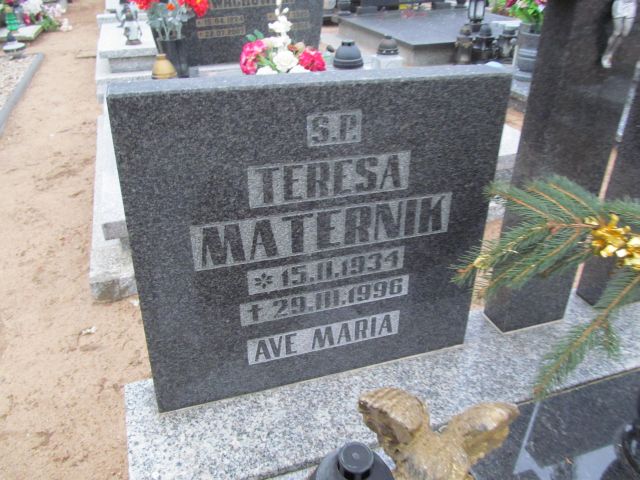 Ś.P.
TERESA
MATERNIK
* 15.II.1934
† 29.III.1996
AVE MARIA